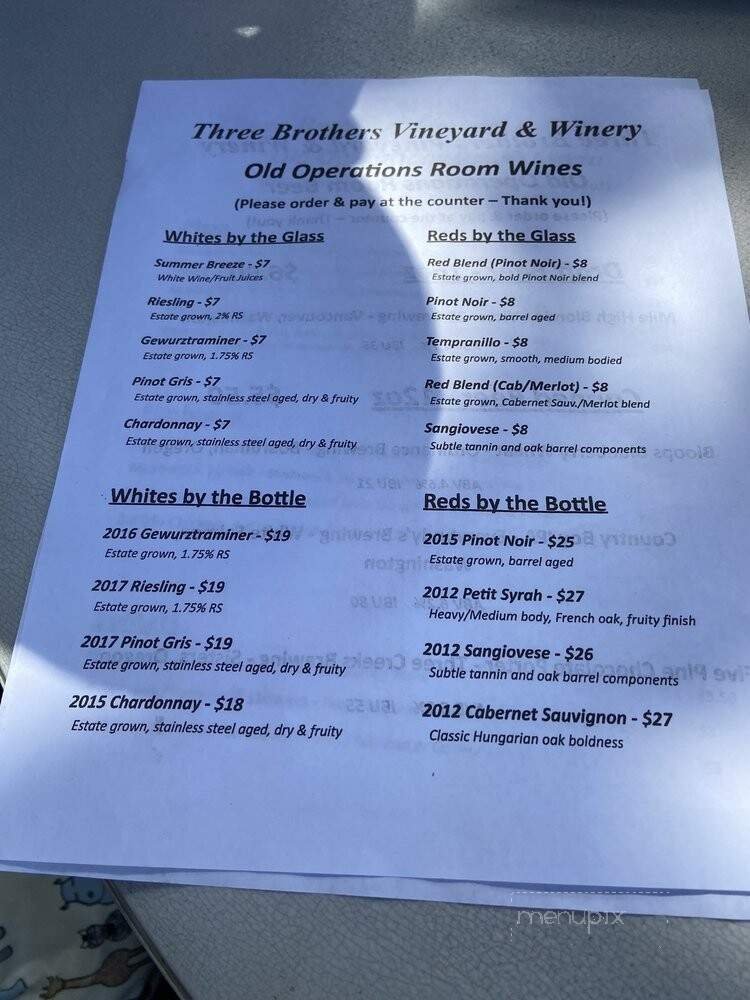 Three Brothers Vineyard & Winery
Old Operations Room Wines
(Please order & pay at the counter – Thank you!)
Whites by the Glass
Summer Breeze - $7
White Wine/Fruit Juices
Riesling - $7
Estate grown, 2% RS
Gewurztraminer - $7
Estate grown, 1.75% RS
Pinot Gris - $7
Estate grown, stainless steel aged, dry & fruity
Chardonnay - $7
Estate grown, stainless steel aged, dry & fruity
Reds by the Glass
Red Blend (Pinot Noir) - $8
Estate grown, bold Pinot Noir blend
Pinot Noir - $8
Estate grown, barrel aged
Tempranillo - $8
Estate grown, smooth, medium bodied
Red Blend (Cab/Merlot) - $8
Estate grown, Cabernet Sauv./Merlot blend
Sangiovese - $8
Subtle tannin and oak barrel components
Whites by the Bottle
2016 Gewurztraminer - $19
Estate grown, 1.75% RS
2017 Riesling - $19
Estate grown, 1.75% RS
2017 Pinot Gris - $19
Estate grown, stainless steel aged, dry & fruity
2015 Chardonnay - $18
Estate grown, stainless steel aged, dry & fruity
Reds by the Bottle
2015 Pinot Noir - $25
Estate grown, barrel aged
2012 Petit Syrah - $27
Heavy/Medium body, French oak, fruity finish
2012 Sangiovese - $26
Subtle tannin and oak barrel components
2012 Cabernet Sauvignon - $27
Classic Hungarian oak boldness
menupix